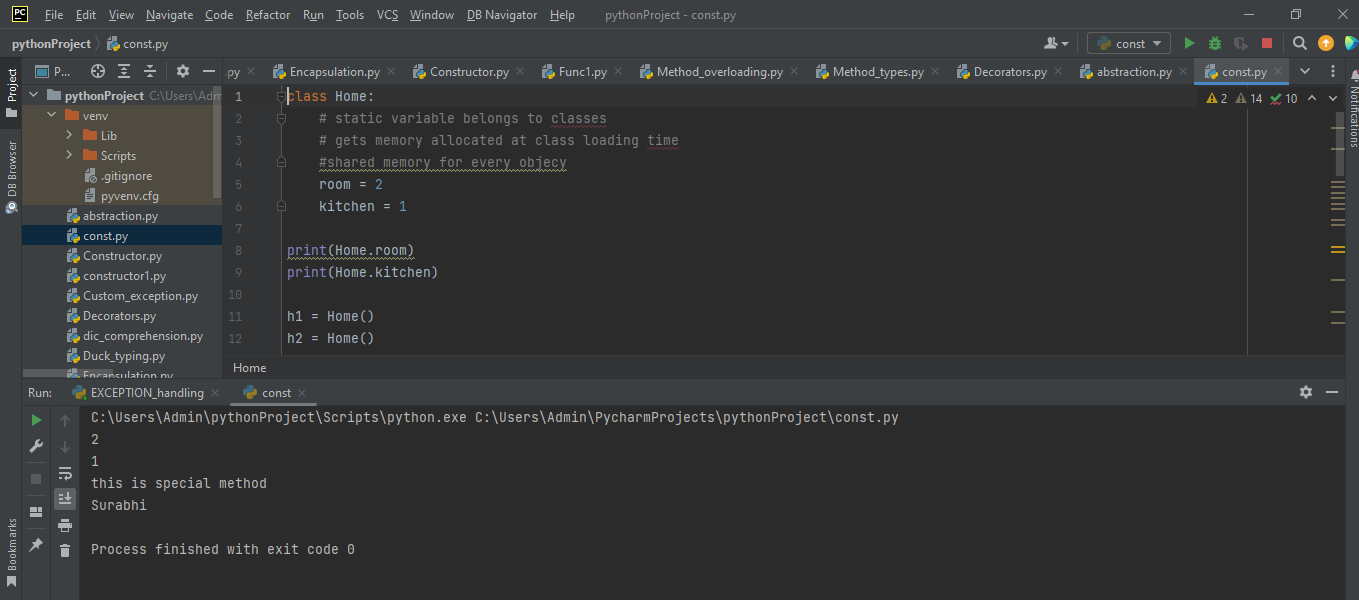 PC File Edit View Navigate Code Refactor Run Tools VCS Window DB Navigator Help pythonProject - const.py
pythonProject const.py const
Project P... .py Encapsulation.py Constructor.py Func1.py Method_overloading.py Method_types.py Decorators.py abstraction.py const.py
Notifications
DB Browser
Bookmarks
pythonProject C:\Users\Adm
venv
Lib
Scripts
.gitignore
pyvenv.cfg
abstraction.py
const.py
Constructor.py
constructor1.py
Custom_exception.py
Decorators.py
dic_comprehension.py
Duck_typing.py
Encapsulation.py
2 14 10
1 class Home:
2 # static variable belongs to classes
3 # gets memory allocated at class loading time
4 #shared memory for every objecy
5 room = 2
6 kitchen = 1
7
8 print(Home.room)
9 print(Home.kitchen)
10
11 h1 = Home()
12 h2 = Home()
Home
Run: EXCEPTION_handling const
C:\Users\Admin\pythonProject\Scripts\python.exe C:\Users\Admin\PycharmProjects\pythonProject\const.py
2
1
this is special method
Surabhi
Process finished with exit code 0